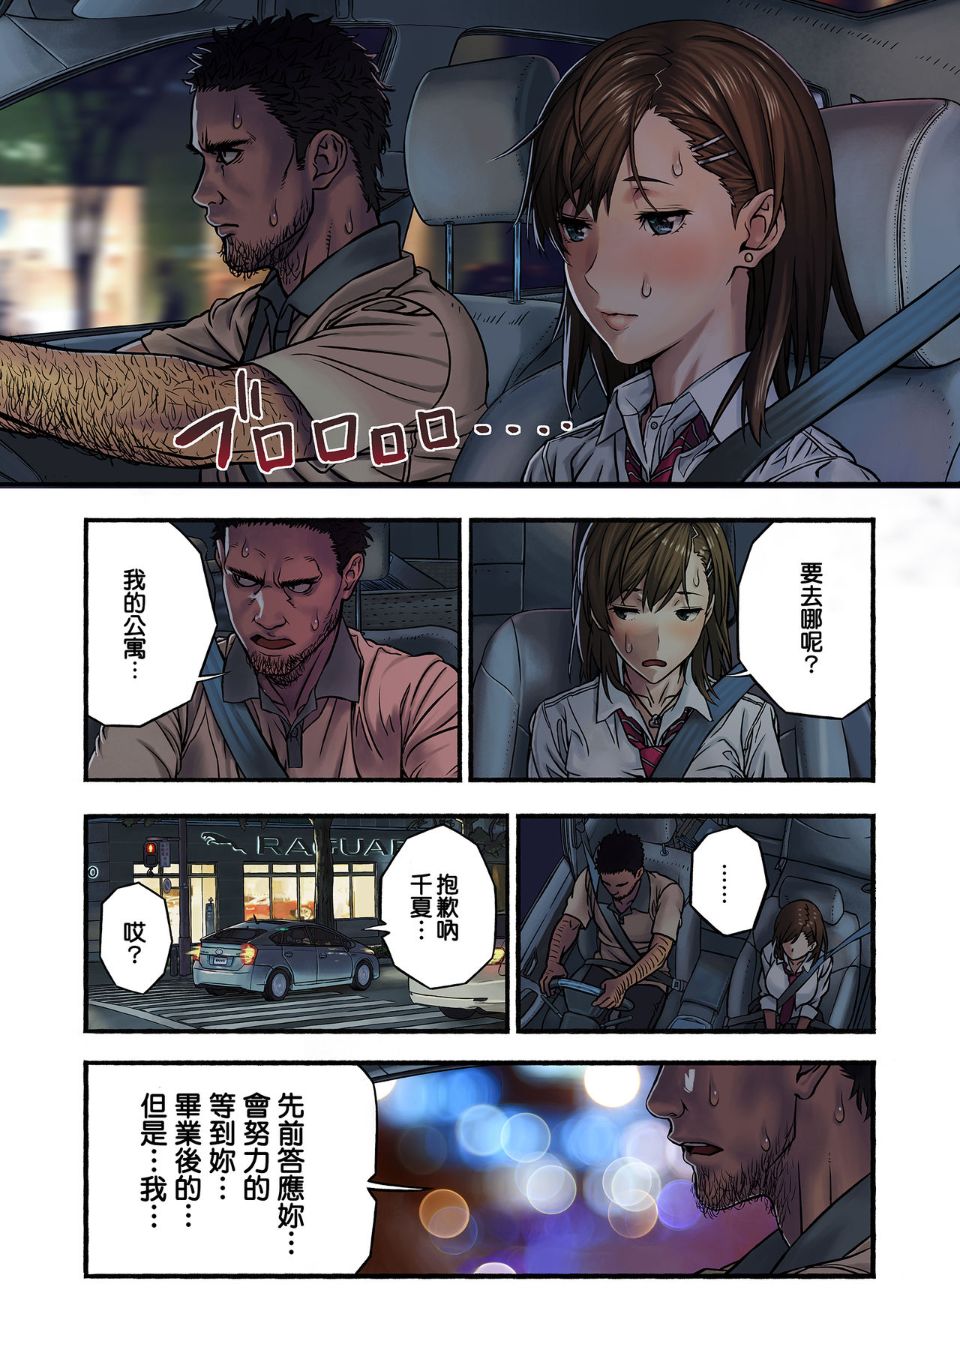 ブロロロロ‥‥
要去哪呢？
我的公寓…
……
抱歉吶
千夏…
哎？
RAGUAR
先前答應妳…
會努力的
等到妳…
畢業後的…
但是…我…